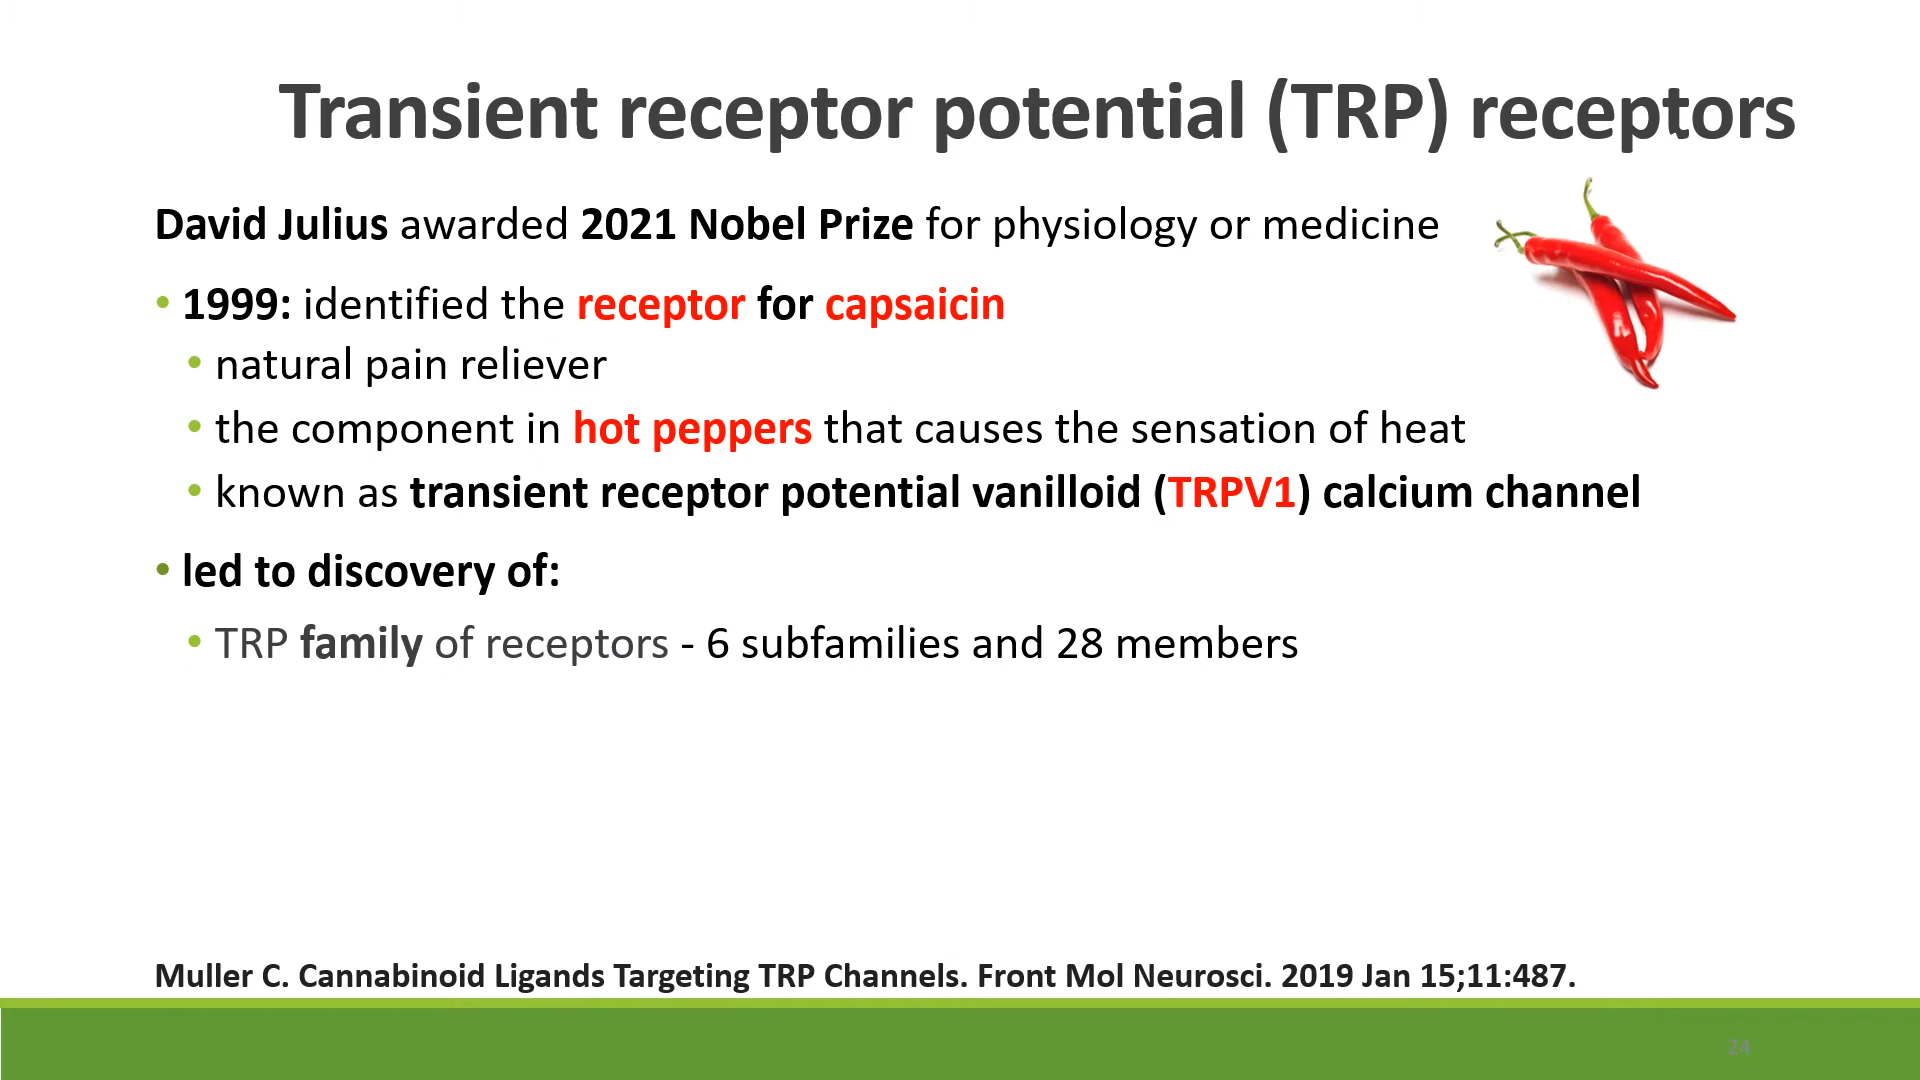 Transient receptor potential (TRP) receptors
David Julius awarded 2021 Nobel Prize for physiology or medicine
• 1999: identified the receptor for capsaicin
• natural pain reliever
• the component in hot peppers that causes the sensation of heat
• known as transient receptor potential vanilloid (TRPV1) calcium channel
• led to discovery of:
• TRP family of receptors - 6 subfamilies and 28 members
Muller C. Cannabinoid Ligands Targeting TRP Channels. Front Mol Neurosci. 2019 Jan 15;11:487.
24